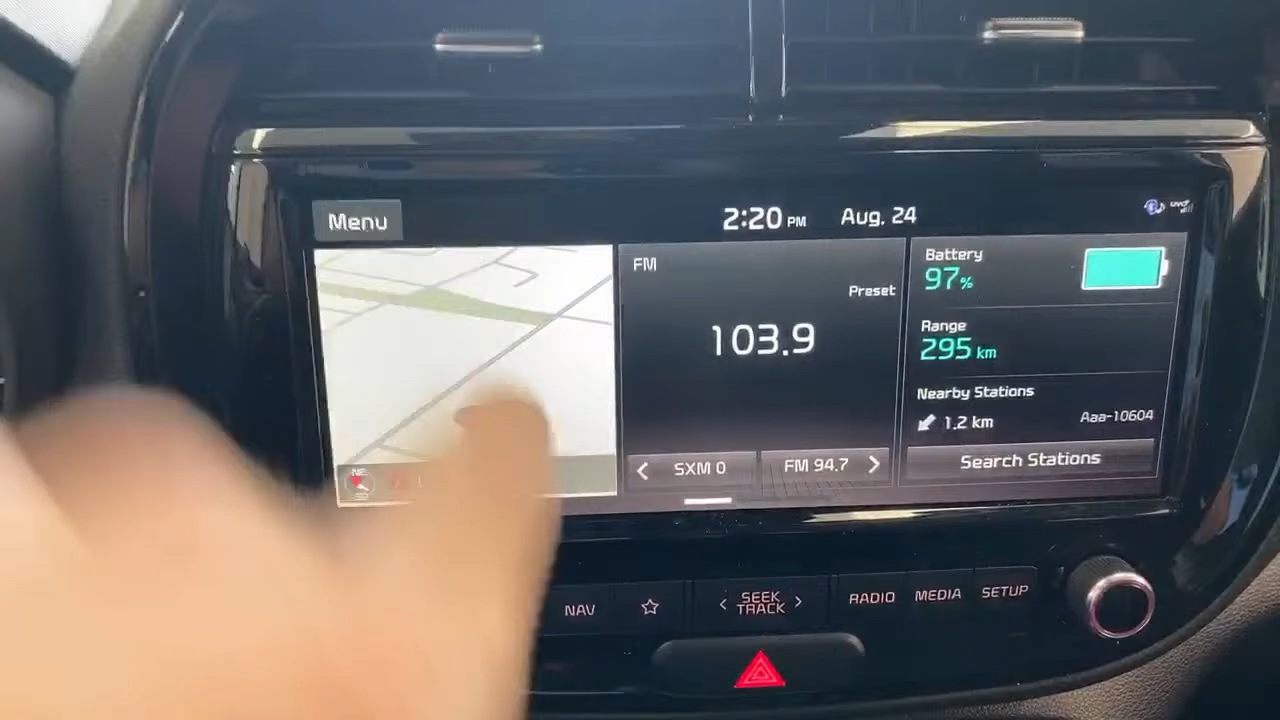 Menu
2:20 PM
Aug. 24
FM
Preset
103.9
SXM 0
FM 94.7
Battery
97%
Range
295 km
Nearby Stations
1.2 km
Aaa-10604
Search Stations
NAV
SEEK
TRACK
RADIO
MEDIA
SETUP